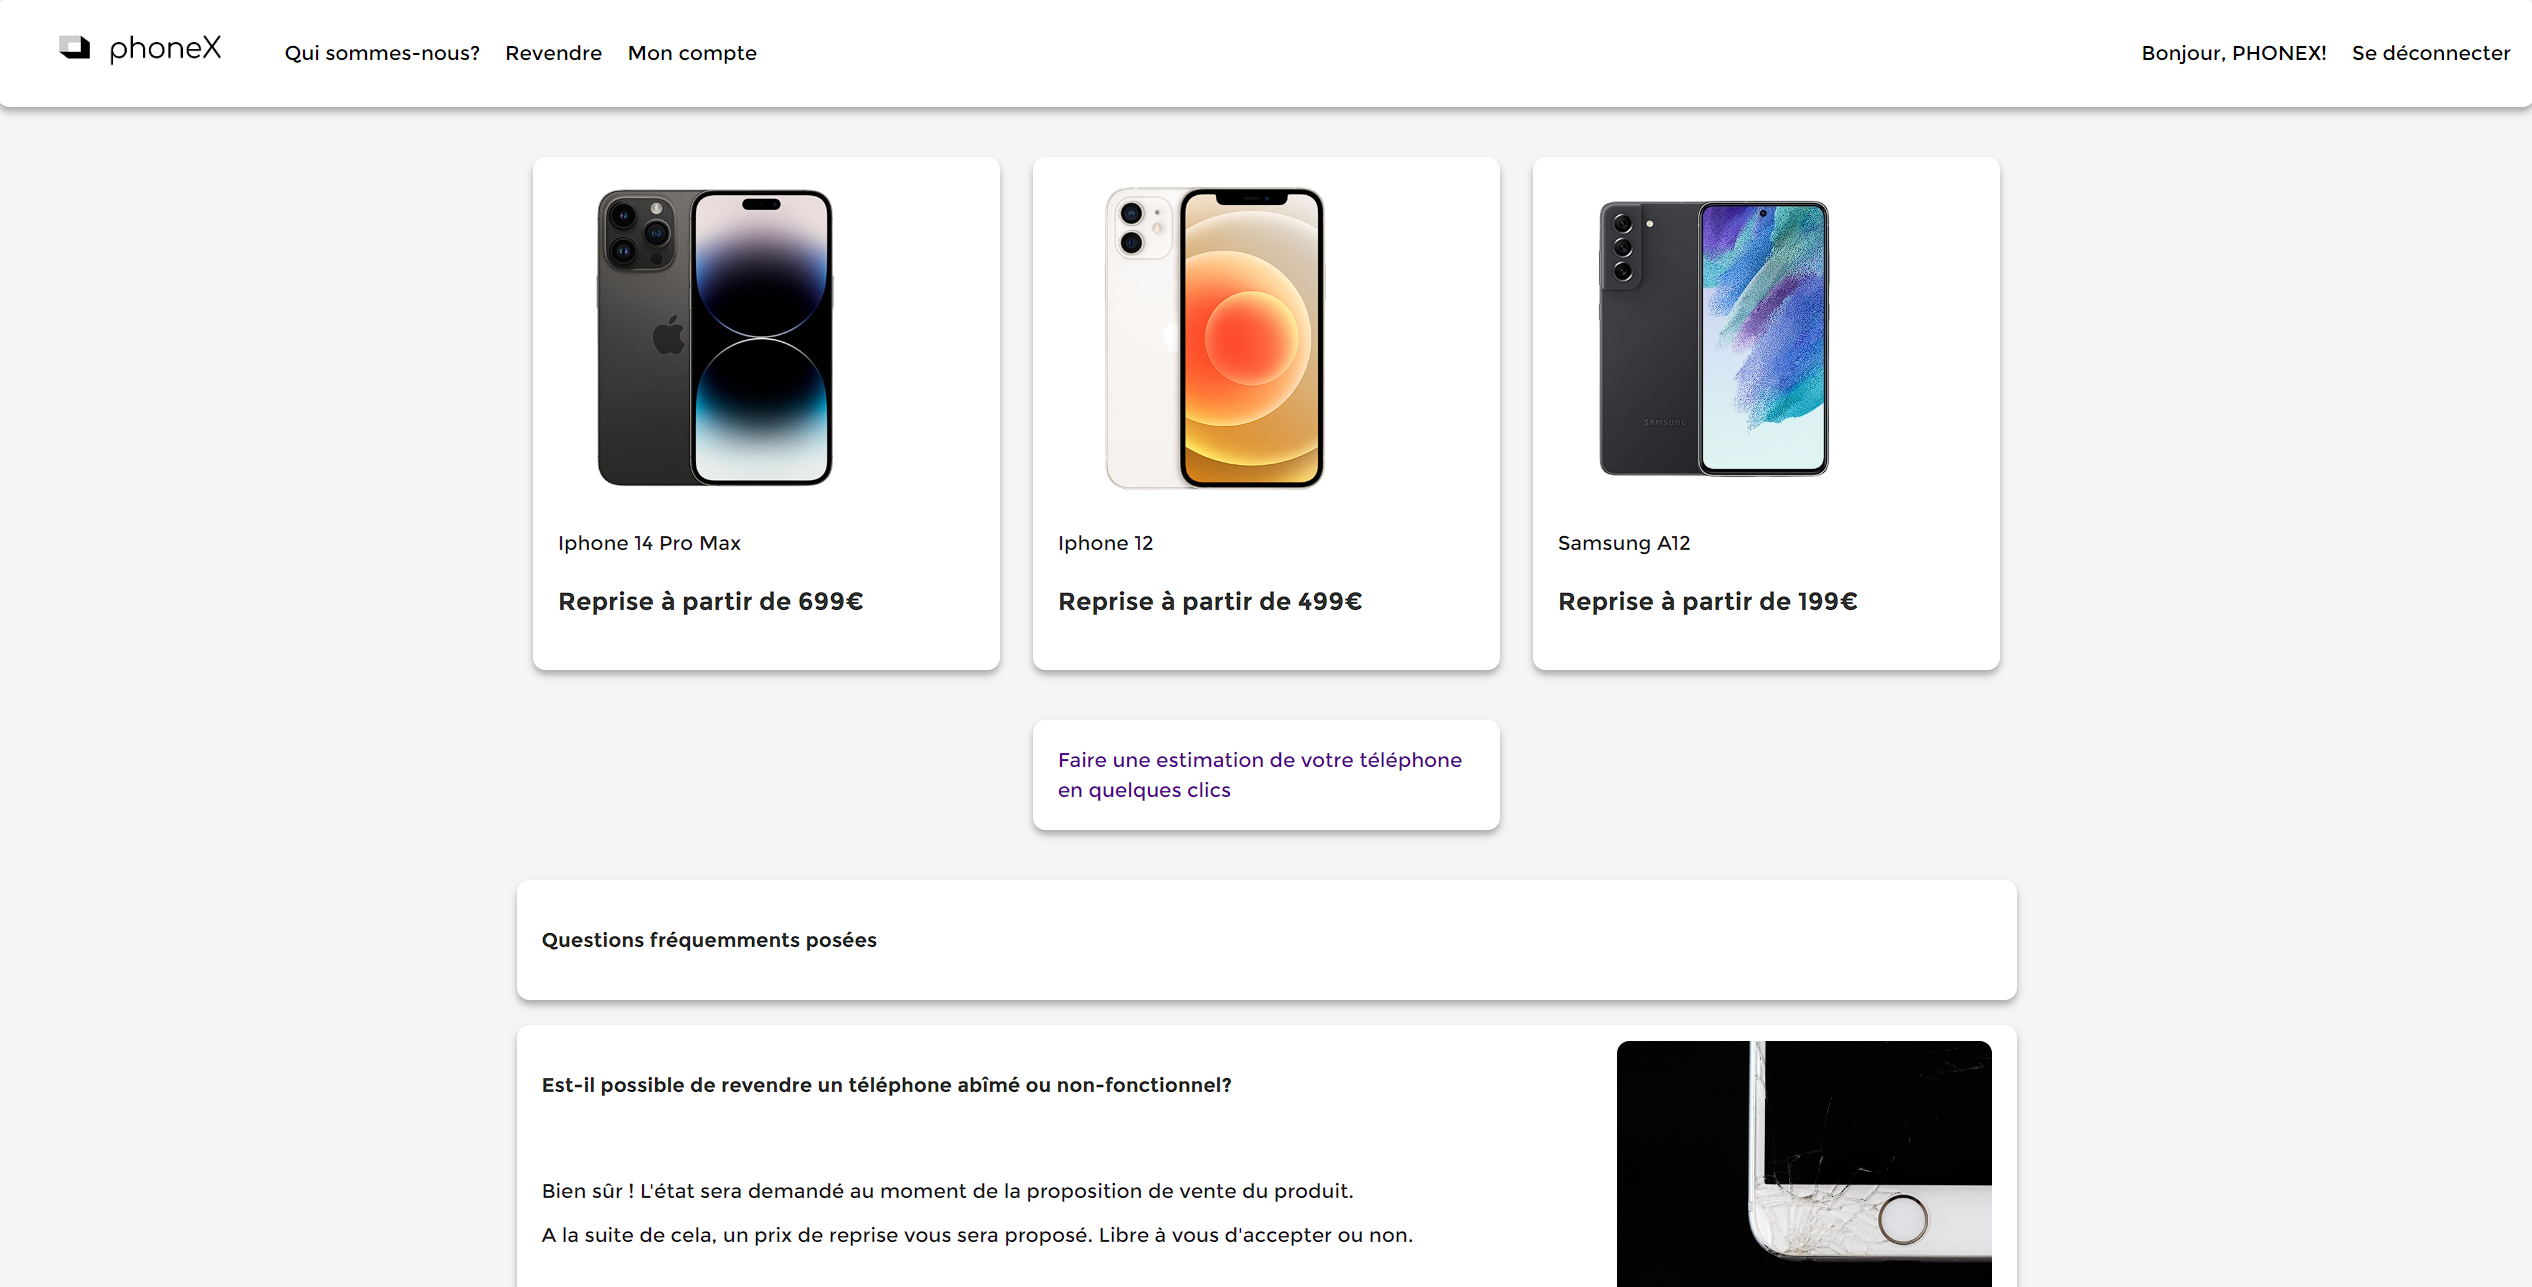 phoneX
Qui sommes-nous? Revendre Mon compte
Bonjour, PHONEX! Se déconnecter
SAMSUNG
Iphone 14 Pro Max
Reprise à partir de 699€
Iphone 12
Reprise à partir de 499€
Samsung A12
Reprise à partir de 199€
Faire une estimation de votre téléphone
en quelques clics
Questions fréquemments posées
Est-il possible de revendre un téléphone abîmé ou non-fonctionnel?
Bien sûr ! L'état sera demandé au moment de la proposition de vente du produit.
A la suite de cela, un prix de reprise vous sera proposé. Libre à vous d'accepter ou non.